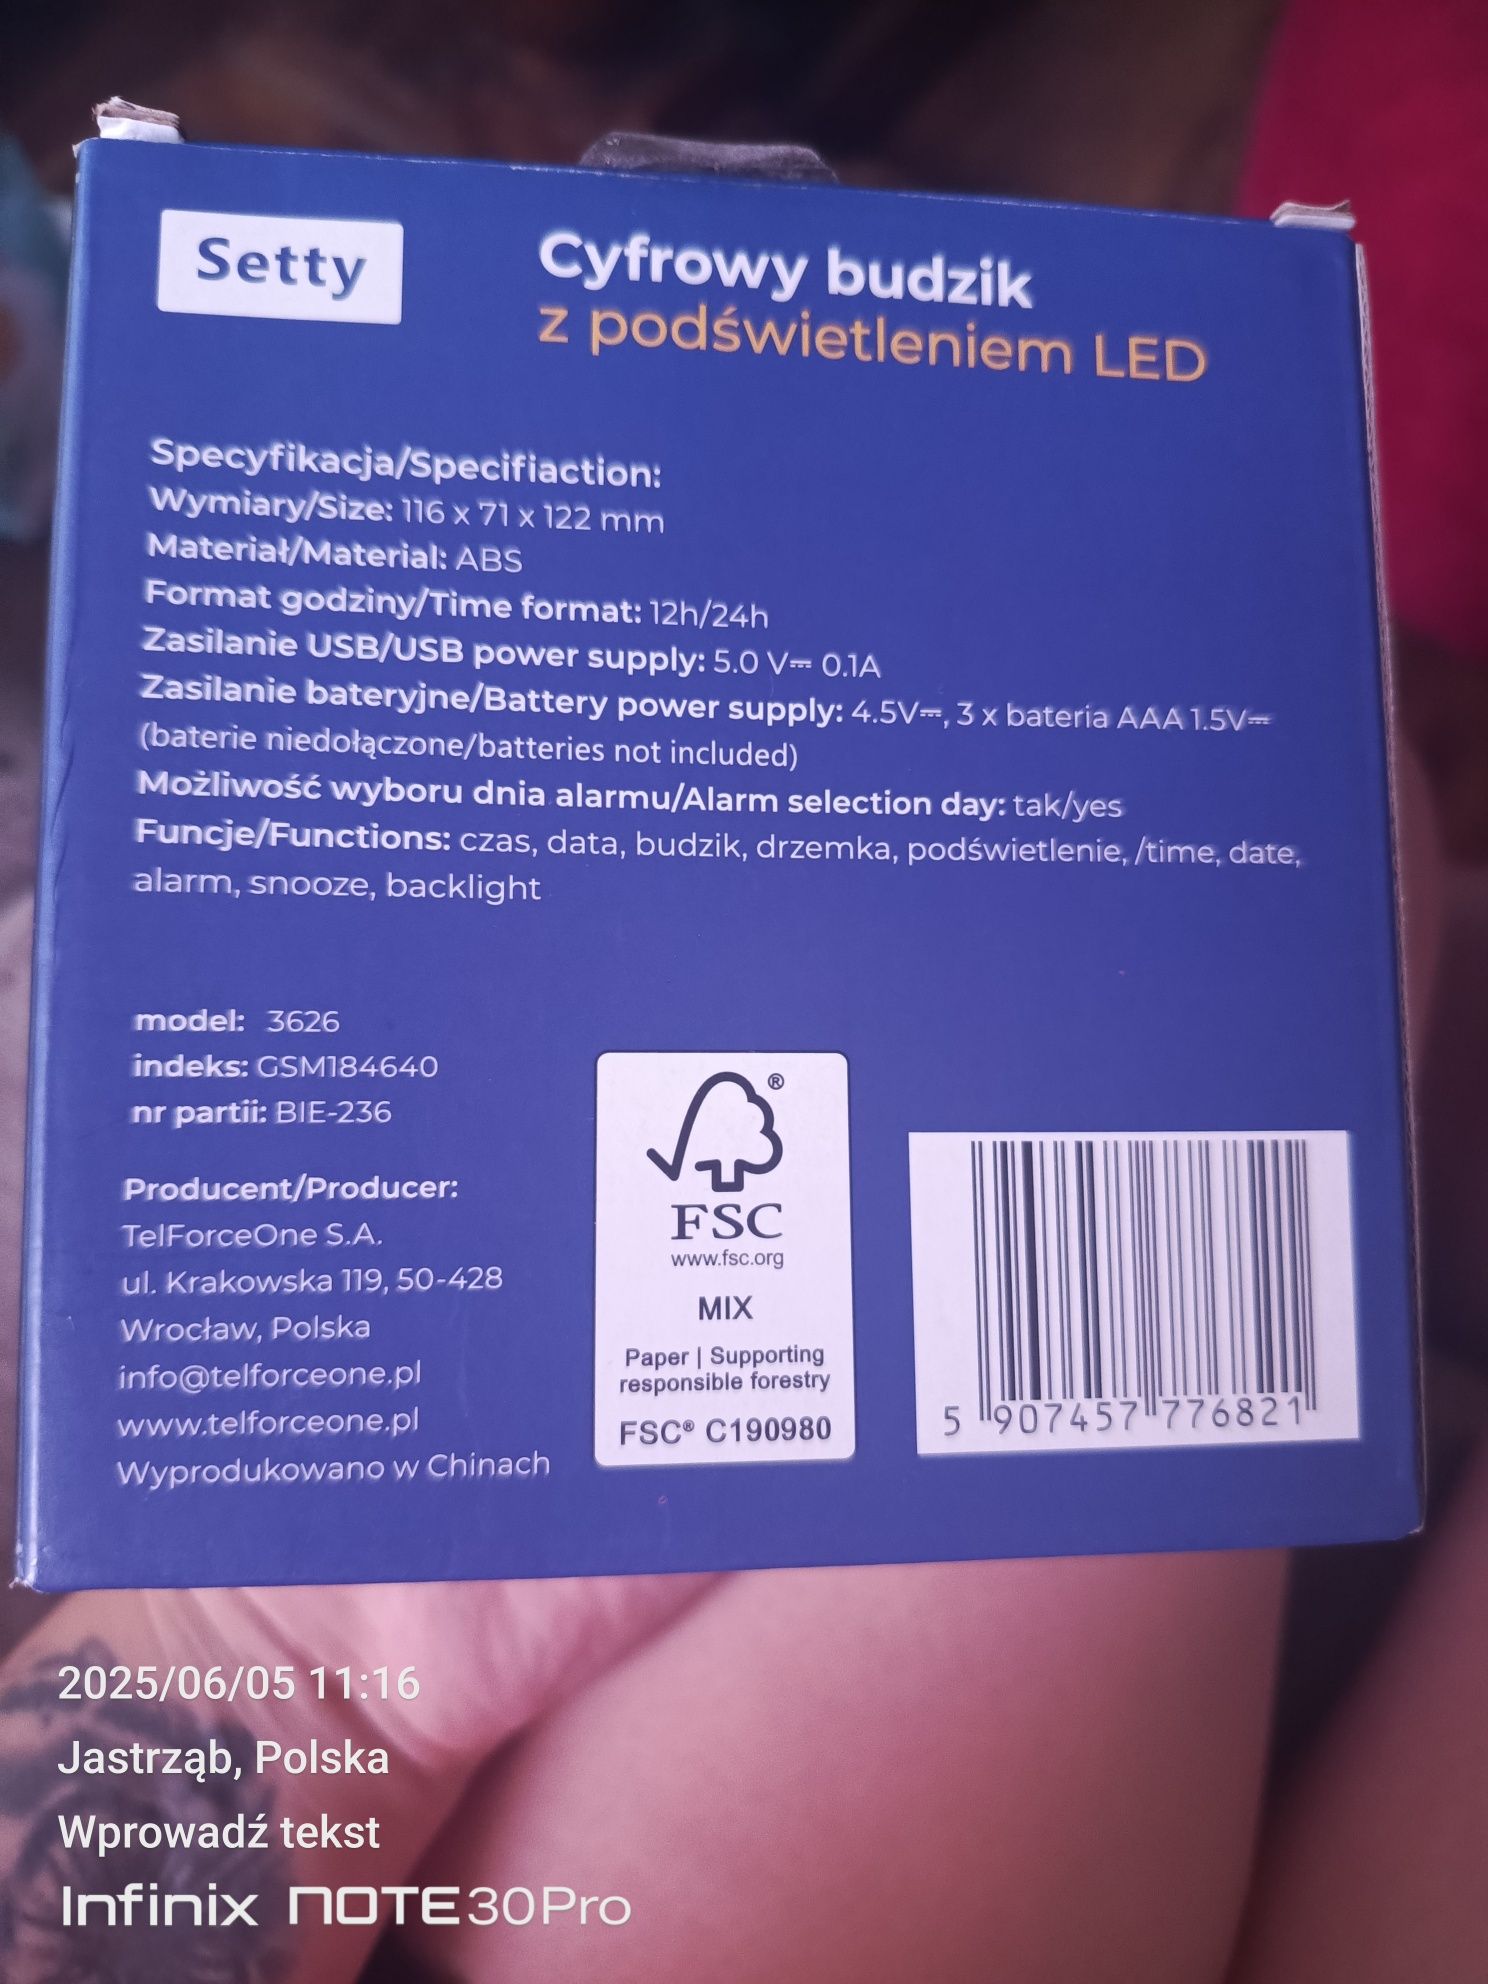 Setty
Cyfrowy budzik
z podświetleniem LED
Specyfikacja/Specifiaction:
Wymiary/Size: 116 x 71 x 122 mm
Materiał/Material: ABS
Format godziny/Time format: 12h/24h
Zasilanie USB/USB power supply: 5.0 V⎓ 0.1A
Zasilanie bateryjne/Battery power supply: 4.5V⎓, 3 x bateria AAA 1.5V⎓
(baterie niedołączone/batteries not included)
Możliwość wyboru dnia alarmu/Alarm selection day: tak/yes
Funcje/Functions: czas, data, budzik, drzemka, podświetlenie, /time, date,
alarm, snooze, backlight
model: 3626
indeks: GSM184640
nr partii: BIE-236
Producent/Producer:
TelForceOne S.A.
ul. Krakowska 119, 50-428
Wrocław, Polska
info@telforceone.pl
www.telforceone.pl
Wyprodukowano w Chinach
®
FSC
www.fsc.org
MIX
Paper | Supporting
responsible forestry
FSC® C190980
5 907457 776821
2025/06/05 11:16
Jastrząb, Polska
Wprowadź tekst
Infinix NOTE 30 Pro